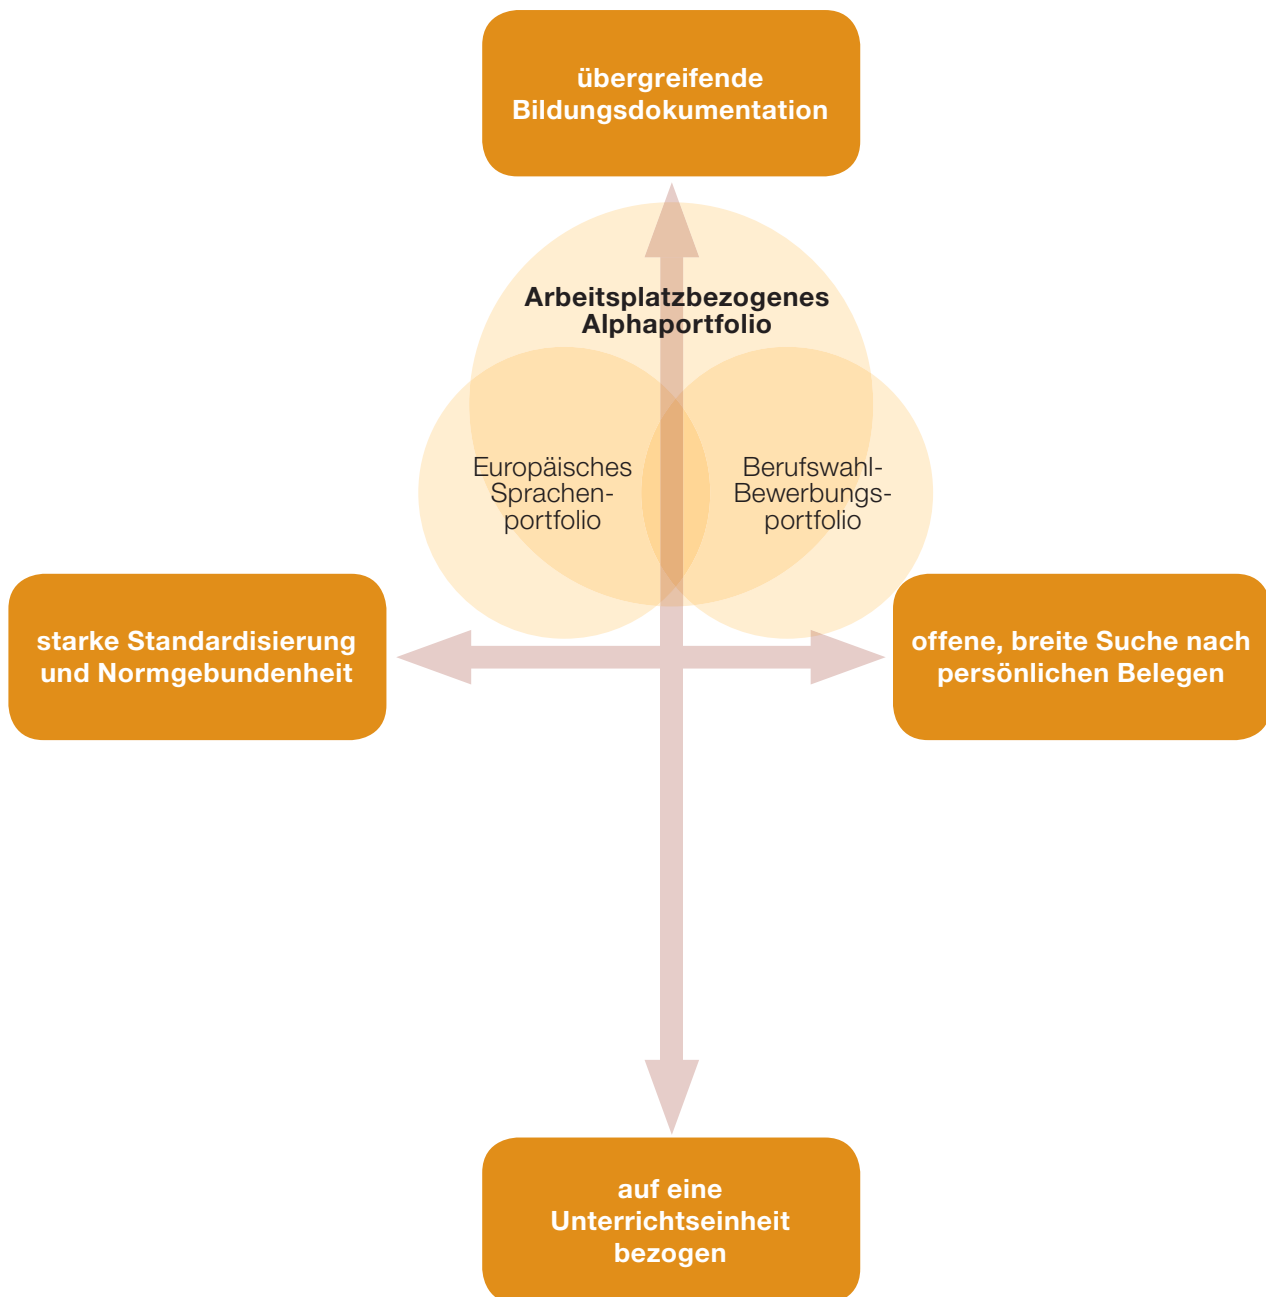 übergreifende
Bildungsdokumentation
Arbeitsplatzbezogenes
Alphaportfolio
Europäisches
Sprachen-
portfolio
Berufswahl-
Bewerbungs-
portfolio
starke Standardisierung
und Normgebundenheit
offene, breite Suche nach
persönlichen Belegen
auf eine
Unterrichtseinheit
bezogen